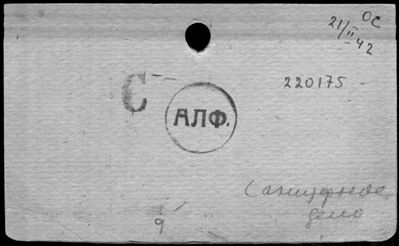 ОС
21/II 42
С
220175
АЛФ.
Санитарное
дело
9